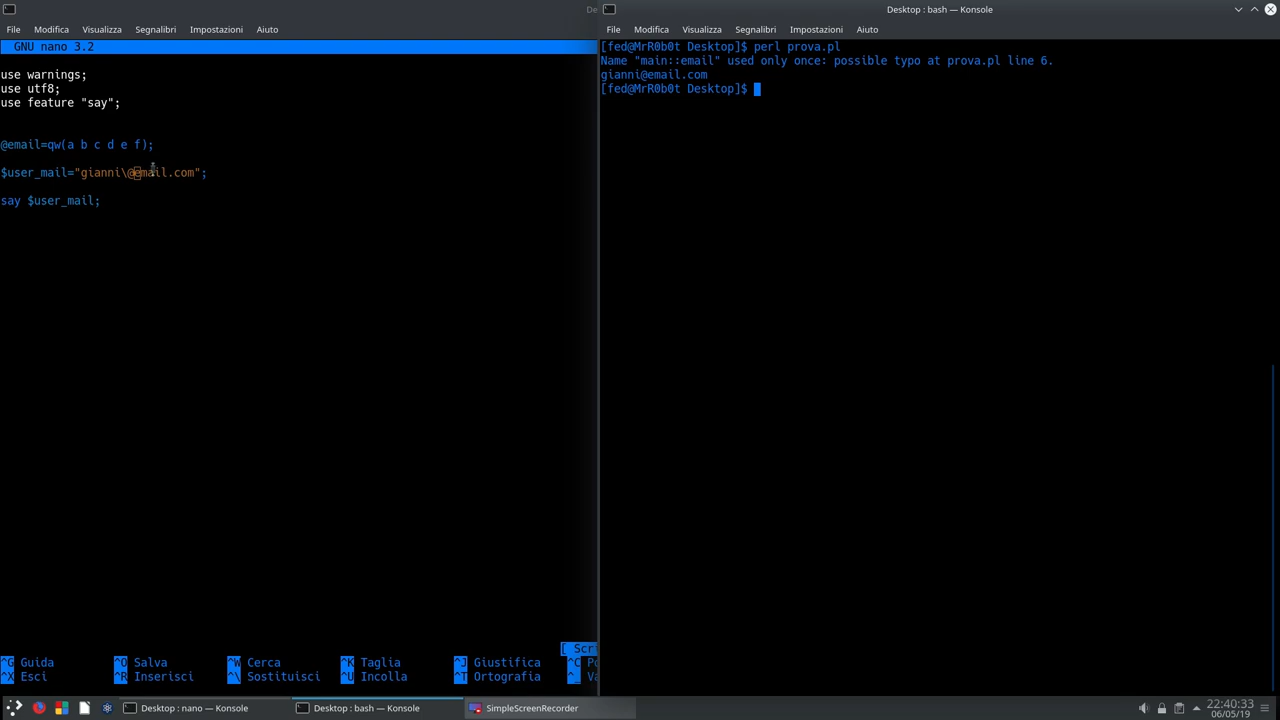 De
File Modifica Visualizza Segnalibri Impostazioni Aiuto
GNU nano 3.2
use warnings;
use utf8;
use feature "say";
@email=qw(a b c d e f);
$user_mail="gianni\@email.com";
say $user_mail;
[ Scri
^G Guida ^O Salva ^W Cerca ^K Taglia ^J Giustifica ^C Po
^X Esci ^R Inserisci ^\ Sostituisci ^U Incolla ^T Ortografia ^_ Va
Desktop : bash — Konsole
File Modifica Visualizza Segnalibri Impostazioni Aiuto
[fed@MrR0b0t Desktop]$ perl prova.pl
Name "main::email" used only once: possible typo at prova.pl line 6.
gianni@email.com
[fed@MrR0b0t Desktop]$
Desktop : nano — Konsole Desktop : bash — Konsole SimpleScreenRecorder 22:40:33
06/05/19